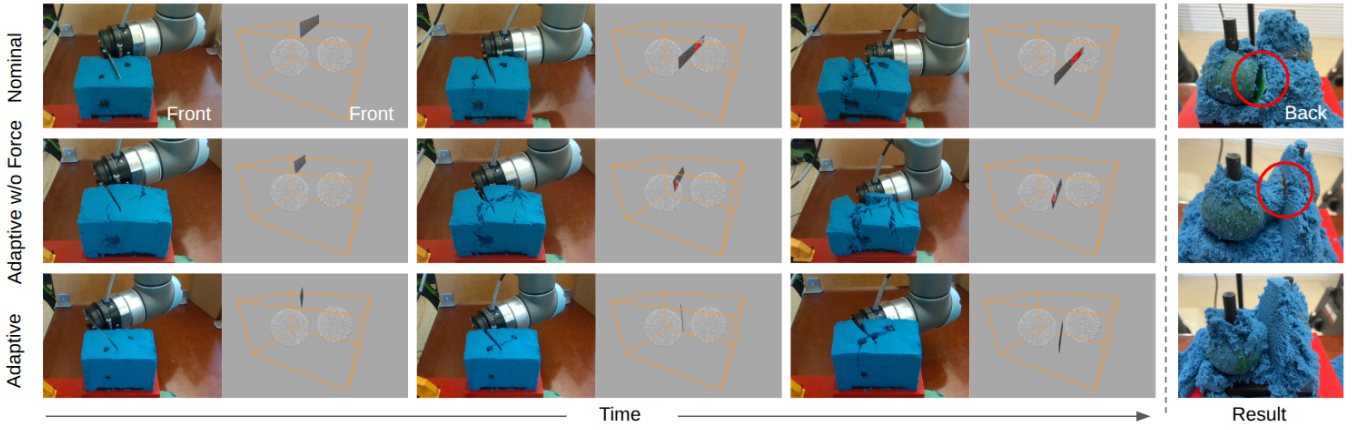 Nominal
Front
Front
Back
Adaptive w/o Force
Adaptive
Time
Result